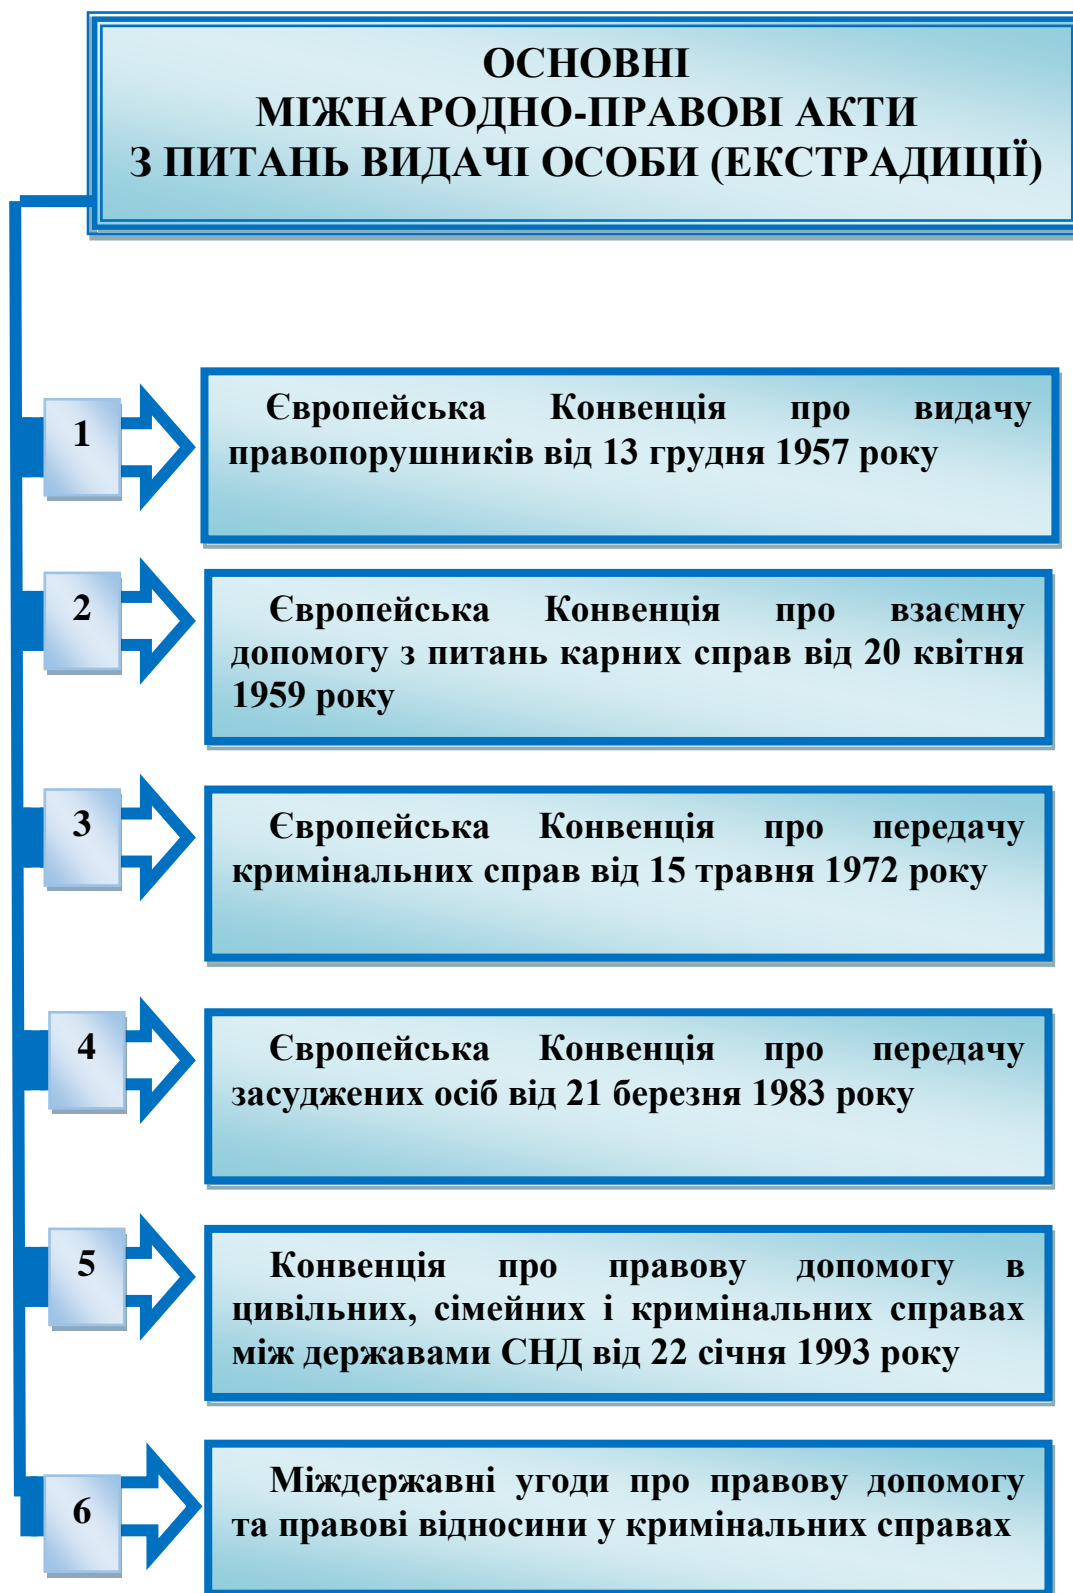 ОСНОВНІ
МІЖНАРОДНО-ПРАВОВІ АКТИ
З ПИТАНЬ ВИДАЧІ ОСОБИ (ЕКСТРАДИЦІЇ)
1
Європейська Конвенція про видачу
правопорушників від 13 грудня 1957 року
2
Європейська Конвенція про взаємну
допомогу з питань карних справ від 20 квітня
1959 року
3
Європейська Конвенція про передачу
кримінальних справ від 15 травня 1972 року
4
Європейська Конвенція про передачу
засуджених осіб від 21 березня 1983 року
5
Конвенція про правову допомогу в
цивільних, сімейних і кримінальних справах
між державами СНД від 22 січня 1993 року
6
Міждержавні угоди про правову допомогу
та правові відносини у кримінальних справах